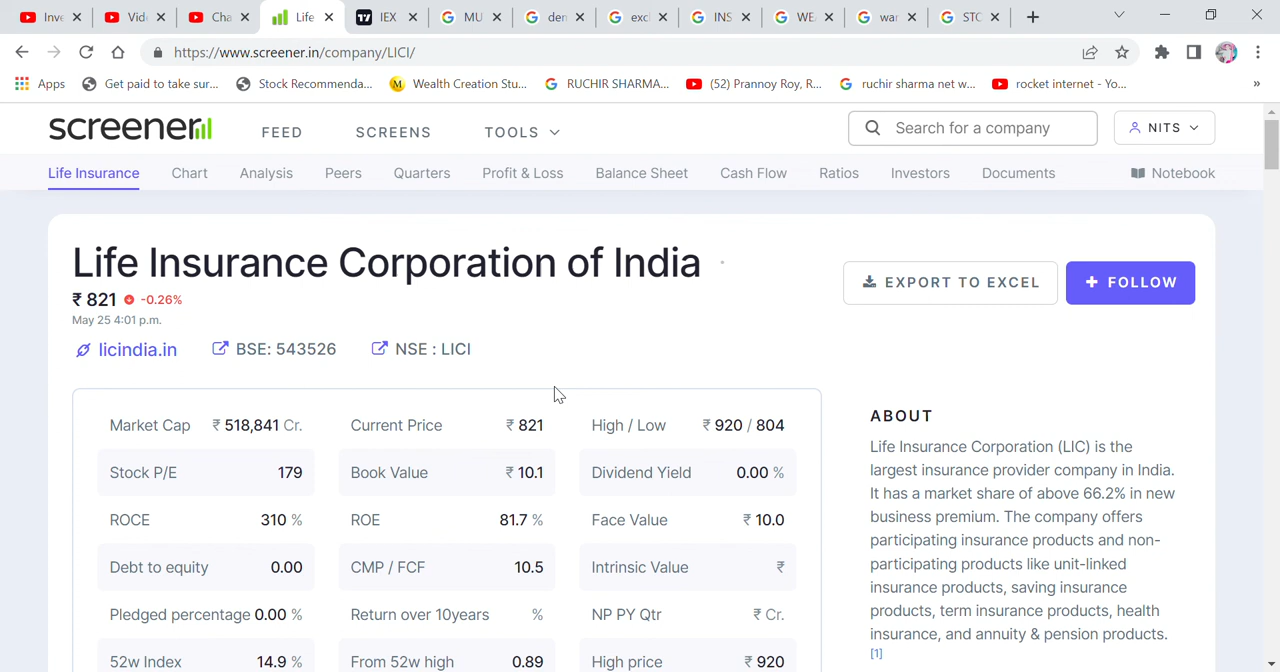 Inve
Vide
Cha
Life
IEX
MU
den
excl
INS
WEA
war
STC
https://www.screener.in/company/LICI/
Apps
Get paid to take sur...
Stock Recommenda...
Wealth Creation Stu...
RUCHIR SHARMA...
(52) Prannoy Roy, R...
ruchir sharma net w...
rocket internet - Yo...
»
screener
FEED
SCREENS
TOOLS
Search for a company
NITS
Life Insurance
Chart
Analysis
Peers
Quarters
Profit & Loss
Balance Sheet
Cash Flow
Ratios
Investors
Documents
Notebook
Life Insurance Corporation of India
₹ 821 -0.26%
May 25 4:01 p.m.
licindia.in
BSE: 543526
NSE : LICI
EXPORT TO EXCEL
+ FOLLOW
Market Cap ₹ 518,841 Cr.
Current Price ₹ 821
High / Low ₹ 920 / 804
Stock P/E 179
Book Value ₹ 10.1
Dividend Yield 0.00 %
ROCE 310 %
ROE 81.7 %
Face Value ₹ 10.0
Debt to equity 0.00
CMP / FCF 10.5
Intrinsic Value ₹
Pledged percentage 0.00 %
Return over 10years %
NP PY Qtr ₹ Cr.
52w Index 14.9 %
From 52w high 0.89
High price ₹ 920
ABOUT
Life Insurance Corporation (LIC) is the
largest insurance provider company in India.
It has a market share of above 66.2% in new
business premium. The company offers
participating insurance products and non-
participating products like unit-linked
insurance products, saving insurance
products, term insurance products, health
insurance, and annuity & pension products.
[1]